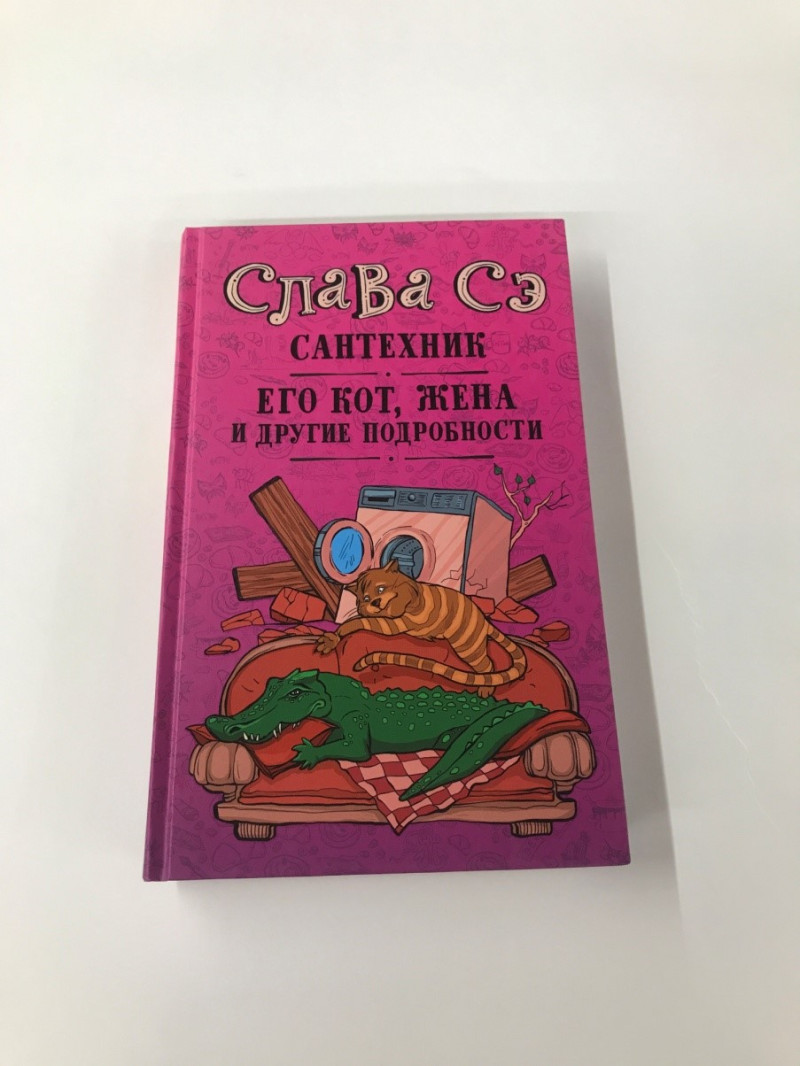 Слава Сэ
САНТЕХНИК
ЕГО КОТ, ЖЕНА
И ДРУГИЕ ПОДРОБНОСТИ